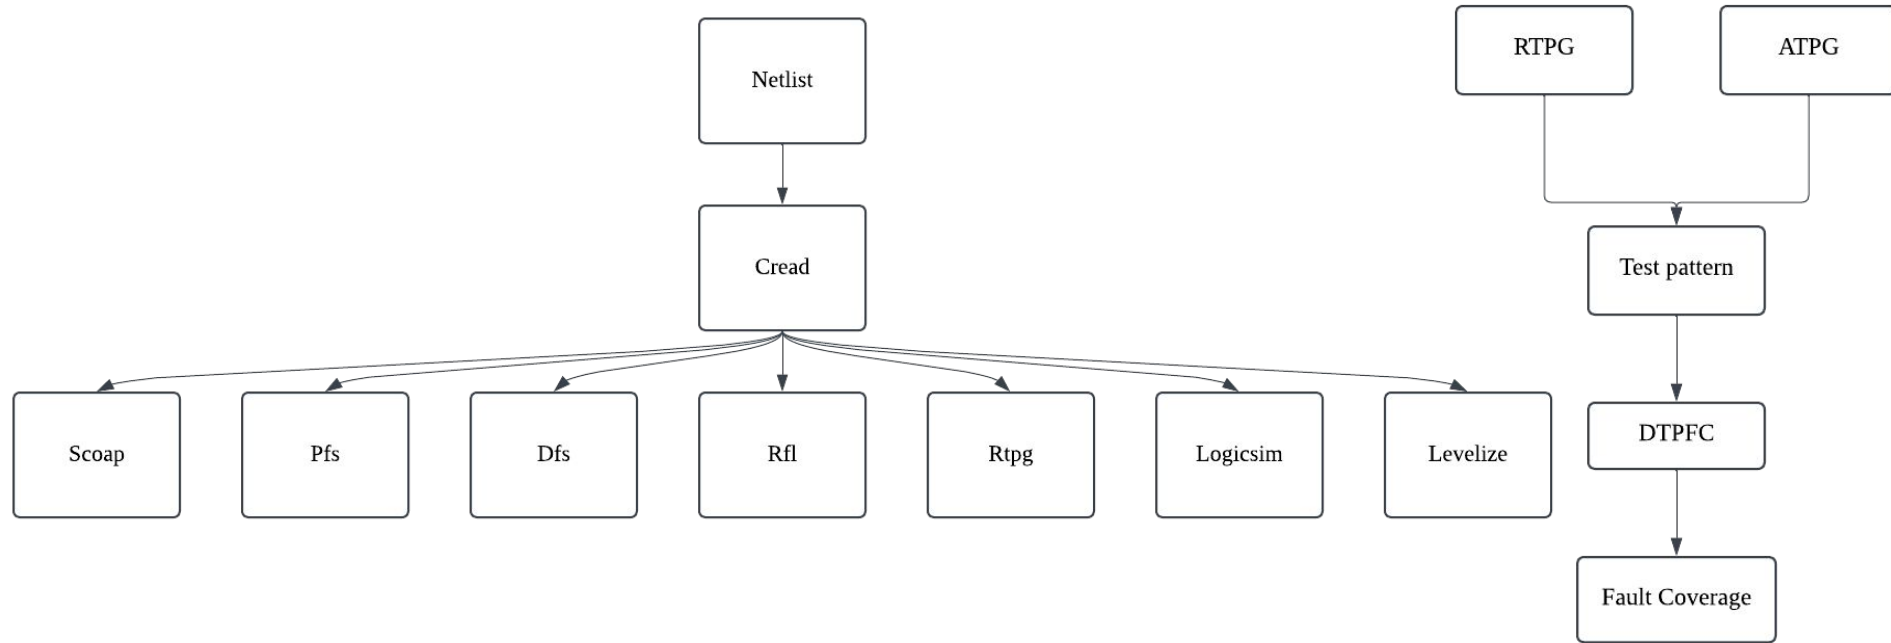 Netlist
Cread
Scoap
Pfs
Dfs
Rfl
Rtpg
Logicsim
Levelize
RTPG
ATPG
Test pattern
DTPFC
Fault Coverage